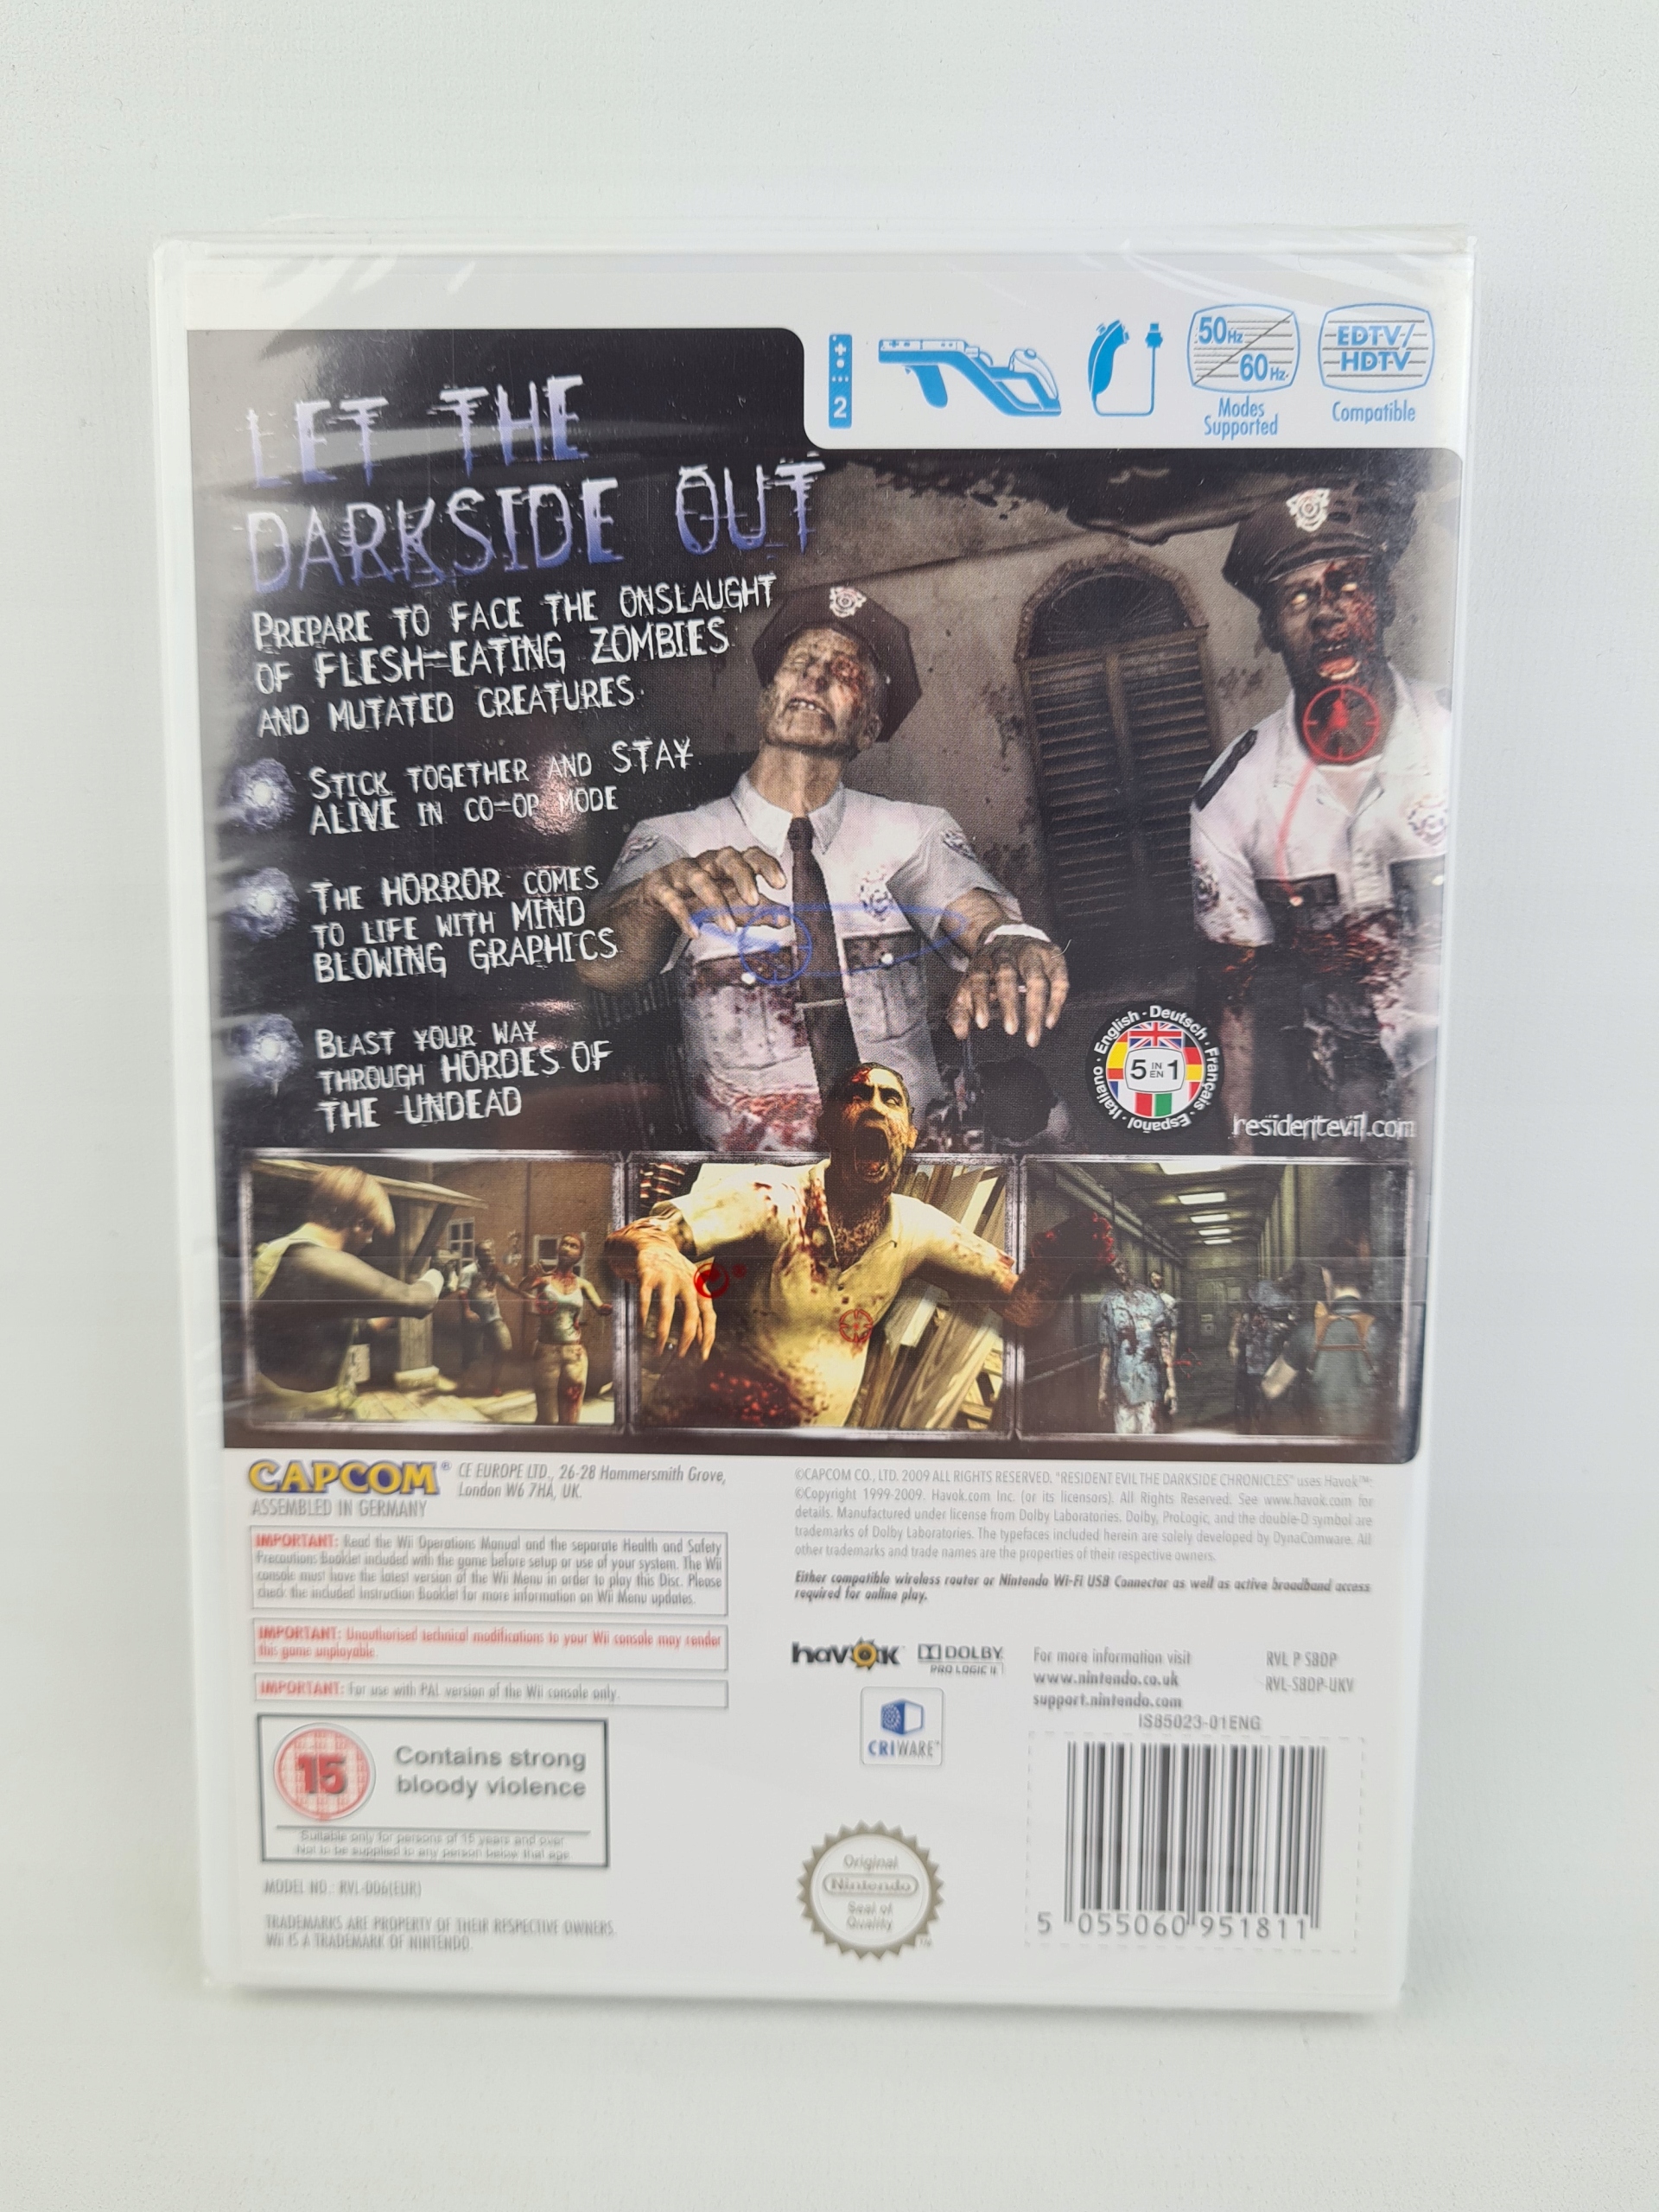 2
50Hz
60Hz
Modes
Supported
EDTV/
HDTV
Compatible
LET THE
DARKSIDE OUT
PREPARE TO FACE THE ONSLAUGHT
OF FLESH-EATING ZOMBIES
AND MUTATED CREATURES
STICK TOGETHER AND STAY
ALIVE IN CO-OP MODE
THE HORROR COMES
TO LIFE WITH MIND
BLOWING GRAPHICS
BLAST YOUR WAY
THROUGH HORDES OF
THE UNDEAD
English · Deutsch · Français · Español · Italiano ·
5 IN EN 1
residentevil.com
CAPCOM® CE EUROPE LTD., 26-28 Hammersmith Grove,
London W6 7HA, UK.
ASSEMBLED IN GERMANY
IMPORTANT: Read the Wii Operations Manual and the separate Health and Safety
Precautions Booklet included with the game before setup or use of your system. The Wii
console must have the latest version of the Wii Menu in order to play this Disc. Please
check the included Instruction Booklet for more information on Wii Menu updates.
IMPORTANT: Unauthorised technical modifications to your Wii console may render
this game unplayable.
IMPORTANT: For use with PAL version of the Wii console only.
15
Contains strong
bloody violence
Suitable only for persons of 15 years and over
Not to be supplied to any person below that age
MODEL NO.: RVL-006(EUR)
TRADEMARKS ARE PROPERTY OF THEIR RESPECTIVE OWNERS.
Wii IS A TRADEMARK OF NINTENDO.
©CAPCOM CO., LTD. 2009 ALL RIGHTS RESERVED. "RESIDENT EVIL THE DARKSIDE CHRONICLES" uses Havok™:
©Copyright 1999-2009. Havok.com Inc. (or its licensors). All Rights Reserved. See www.havok.com for
details. Manufactured under license from Dolby Laboratories. Dolby, ProLogic, and the double-D symbol are
trademarks of Dolby Laboratories. The typefaces included herein are solely developed by DynaComware. All
other trademarks and trade names are the properties of their respective owners.
Either compatible wireless router or Nintendo Wi-Fi USB Connector as well as active broadband access
required for online play.
havok
DOLBY
PRO LOGIC II
CRIWARE™
For more information visit
www.nintendo.co.uk
support.nintendo.com
RVL P SBDP
RVL-SBDP-UKV
IS85023-01ENG
Original
Nintendo
Seal of
Quality
TM
5 055060 951811